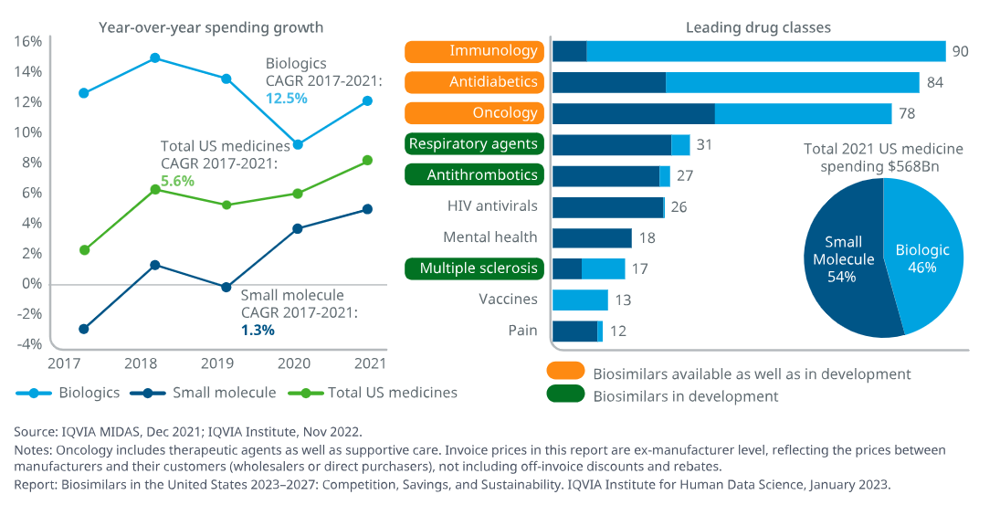 Year-over-year spending growth
16%
14%
12%
10%
8%
6%
4%
2%
0%
-2%
-4%
2017
2018
2019
2020
2021
Biologics
CAGR 2017-2021:
12.5%
Total US medicines
CAGR 2017-2021:
5.6%
Small molecule
CAGR 2017-2021:
1.3%
Biologics
Small molecule
Total US medicines
Leading drug classes
Immunology 90
Antidiabetics 84
Oncology 78
Respiratory agents 31
Antithrombotics 27
HIV antivirals 26
Mental health 18
Multiple sclerosis 17
Vaccines 13
Pain 12
Total 2021 US medicine
spending $568Bn
Small
Molecule
54%
Biologic
46%
Biosimilars available as well as in development
Biosimilars in development
Source: IQVIA MIDAS, Dec 2021; IQVIA Institute, Nov 2022.
Notes: Oncology includes therapeutic agents as well as supportive care. Invoice prices in this report are ex-manufacturer level, reflecting the prices between
manufacturers and their customers (wholesalers or direct purchasers), not including off-invoice discounts and rebates.
Report: Biosimilars in the United States 2023–2027: Competition, Savings, and Sustainability. IQVIA Institute for Human Data Science, January 2023.